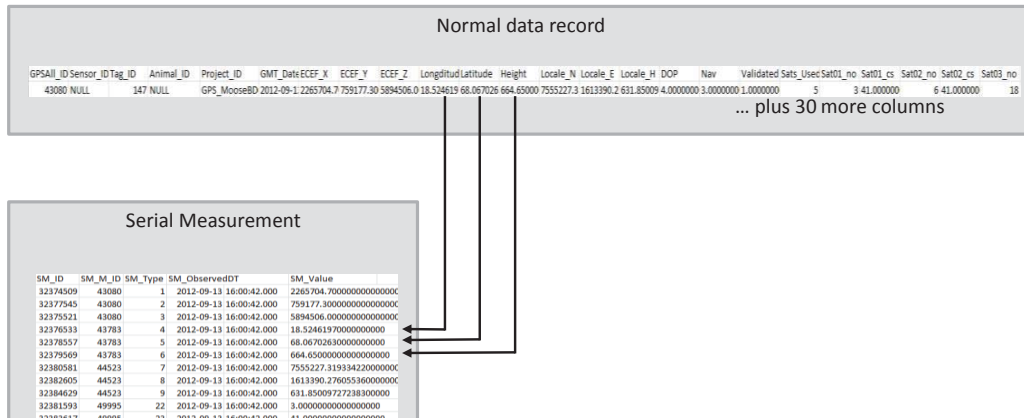 Normal data record
GPSAll_ID Sensor_ID Tag_ID Animal_ID Project_ID GMT_Date ECEF_X ECEF_Y ECEF_Z Longditud Latitude Height Locale_N Locale_E Locale_H DOP Nav Validated Sats_Used Sat01_no Sat01_cs Sat02_no Sat02_cs Sat03_no
43080 NULL 147 NULL GPS_MooseBD 2012-09-1 2265704.7 759177.30 5894506.0 18.524619 68.067026 664.65000 7555227.3 1613390.2 631.85009 4.0000000 3.0000000 1.0000000 5 3 41.000000 6 41.000000 18
... plus 30 more columns
Serial Measurement
SM_ID SM_M_ID SM_Type SM_ObservedDT SM_Value
32374509 43080 1 2012-09-13 16:00:42.000 2265704.700000000000000
32377545 43080 2 2012-09-13 16:00:42.000 759177.3000000000000000
32375521 43080 3 2012-09-13 16:00:42.000 5894506.000000000000000
32376533 43783 4 2012-09-13 16:00:42.000 18.52461970000000000
32378557 43783 5 2012-09-13 16:00:42.000 68.06702630000000000
32379569 43783 6 2012-09-13 16:00:42.000 664.65000000000000000
32380581 44523 7 2012-09-13 16:00:42.000 7555227.319334220000000
32382605 44523 8 2012-09-13 16:00:42.000 1613390.276055360000000
32384629 44523 9 2012-09-13 16:00:42.000 631.85009727238300000
32381593 49995 22 2012-09-13 16:00:42.000 3.00000000000000000